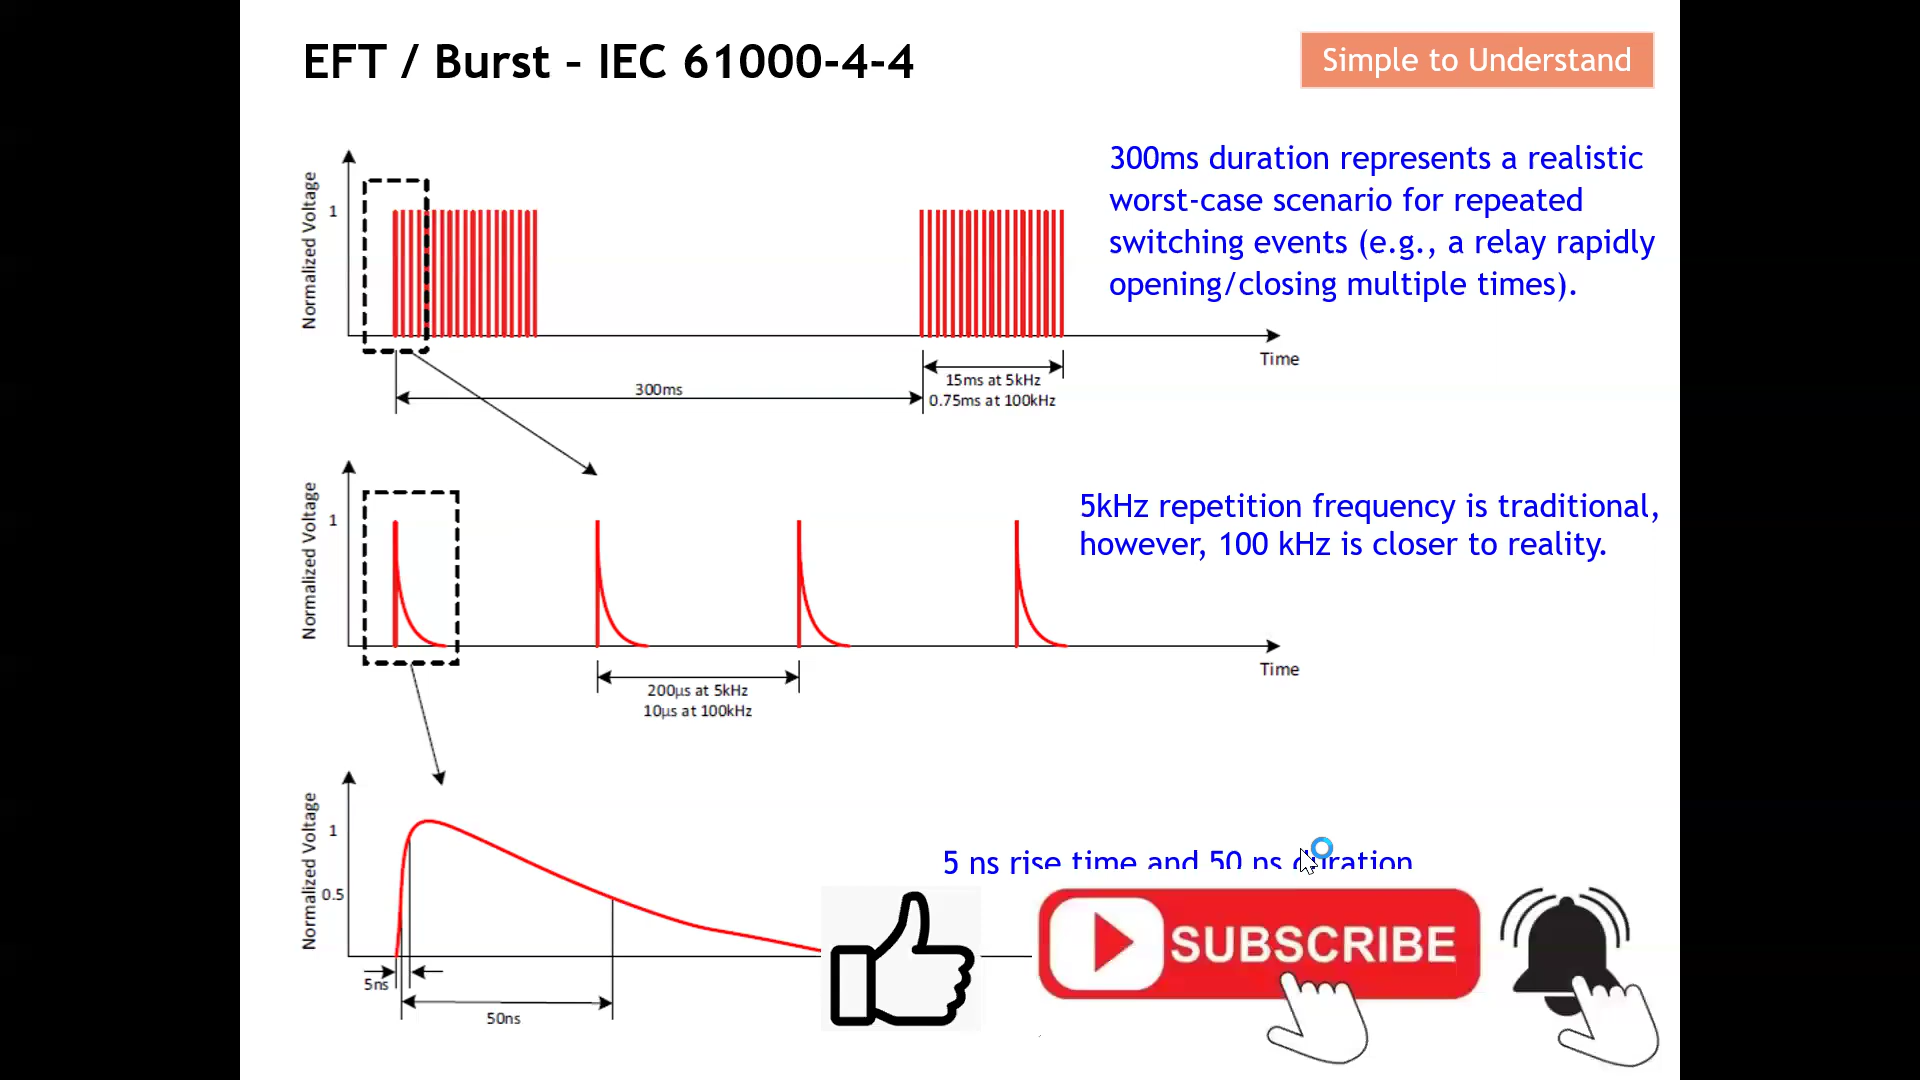 EFT / Burst – IEC 61000-4-4
Simple to Understand
300ms duration represents a realistic
worst-case scenario for repeated
switching events (e.g., a relay rapidly
opening/closing multiple times).
Normalized Voltage
1
Time
300ms
15ms at 5kHz
0.75ms at 100kHz
5kHz repetition frequency is traditional,
however, 100 kHz is closer to reality.
Normalized Voltage
1
Time
200µs at 5kHz
10µs at 100kHz
Normalized Voltage
1
0.5
5 ns rise time and 50 ns duration
5ns
50ns
SUBSCRIBE